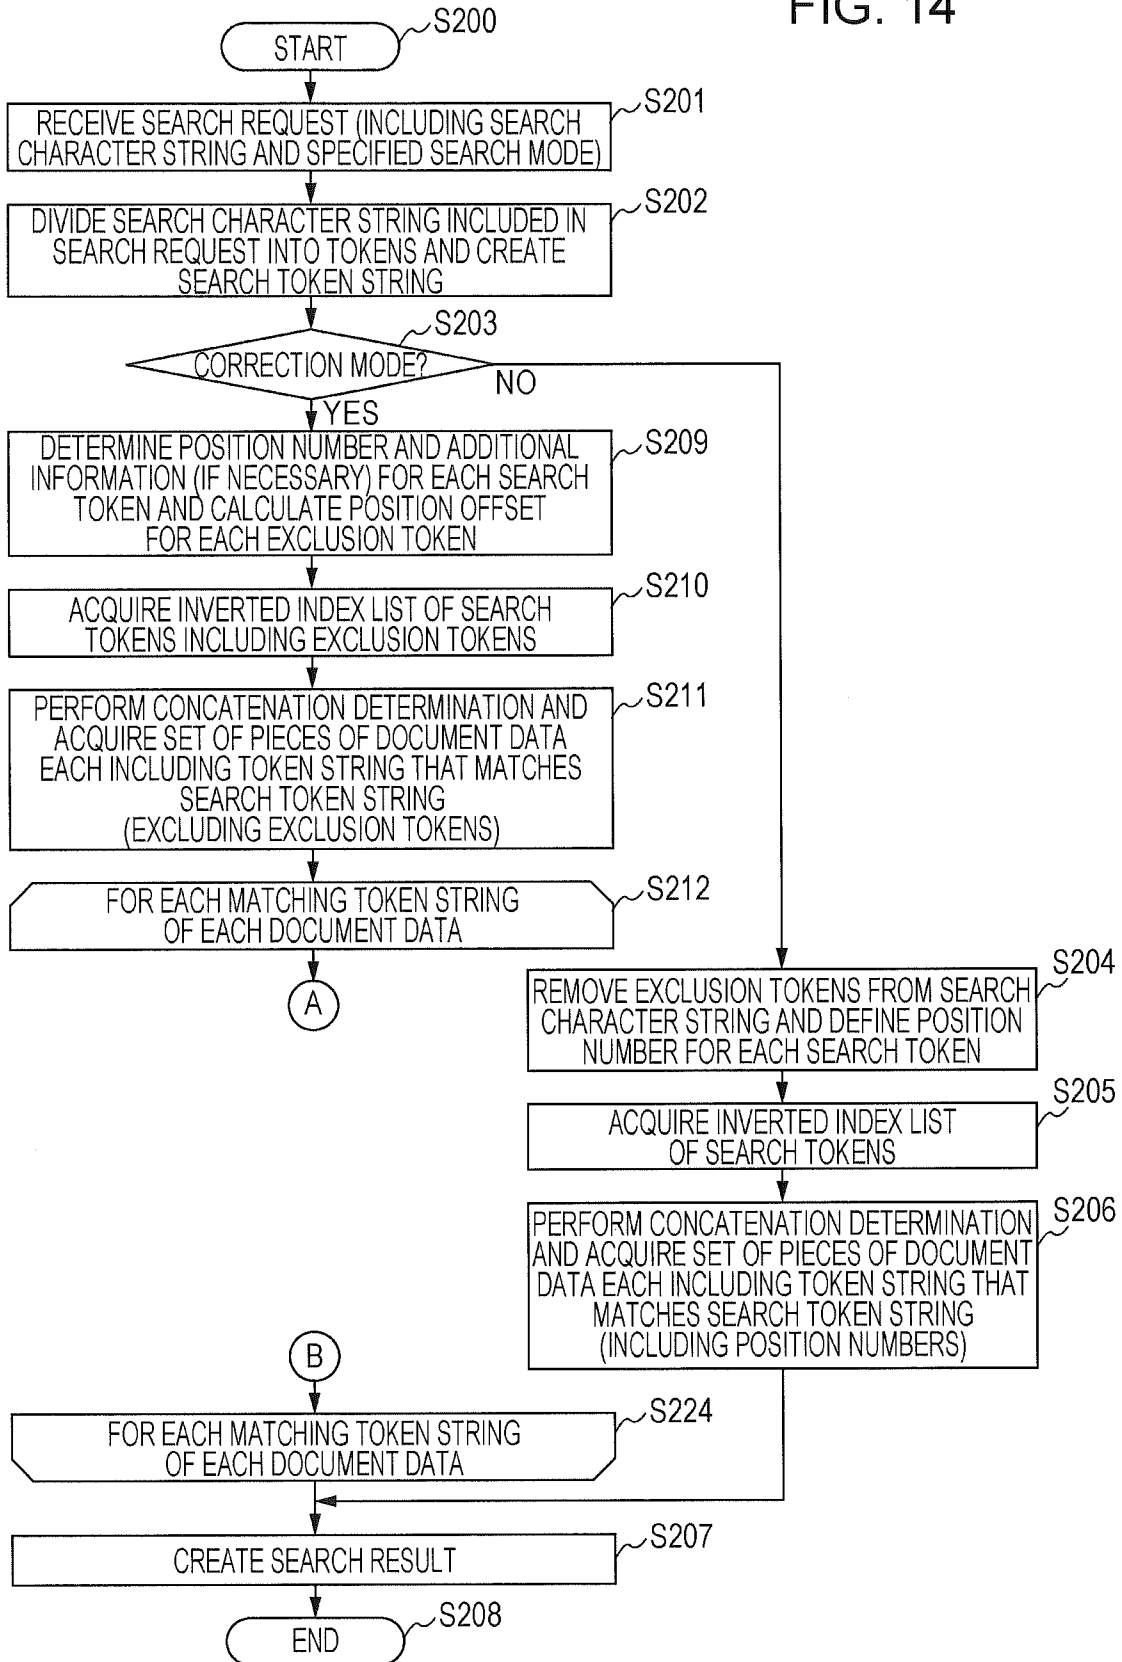 FIG. 14
S200
START
S201
RECEIVE SEARCH REQUEST (INCLUDING SEARCH
CHARACTER STRING AND SPECIFIED SEARCH MODE)
S202
DIVIDE SEARCH CHARACTER STRING INCLUDED IN
SEARCH REQUEST INTO TOKENS AND CREATE
SEARCH TOKEN STRING
S203
CORRECTION MODE?
NO
YES
S209
DETERMINE POSITION NUMBER AND ADDITIONAL
INFORMATION (IF NECESSARY) FOR EACH SEARCH
TOKEN AND CALCULATE POSITION OFFSET
FOR EACH EXCLUSION TOKEN
S210
ACQUIRE INVERTED INDEX LIST OF SEARCH
TOKENS INCLUDING EXCLUSION TOKENS
S211
PERFORM CONCATENATION DETERMINATION AND
ACQUIRE SET OF PIECES OF DOCUMENT DATA
EACH INCLUDING TOKEN STRING THAT MATCHES
SEARCH TOKEN STRING
(EXCLUDING EXCLUSION TOKENS)
S212
FOR EACH MATCHING TOKEN STRING
OF EACH DOCUMENT DATA
A
S204
REMOVE EXCLUSION TOKENS FROM SEARCH
CHARACTER STRING AND DEFINE POSITION
NUMBER FOR EACH SEARCH TOKEN
S205
ACQUIRE INVERTED INDEX LIST
OF SEARCH TOKENS
S206
PERFORM CONCATENATION DETERMINATION
AND ACQUIRE SET OF PIECES OF DOCUMENT
DATA EACH INCLUDING TOKEN STRING THAT
MATCHES SEARCH TOKEN STRING
(INCLUDING POSITION NUMBERS)
B
S224
FOR EACH MATCHING TOKEN STRING
OF EACH DOCUMENT DATA
S207
CREATE SEARCH RESULT
S208
END